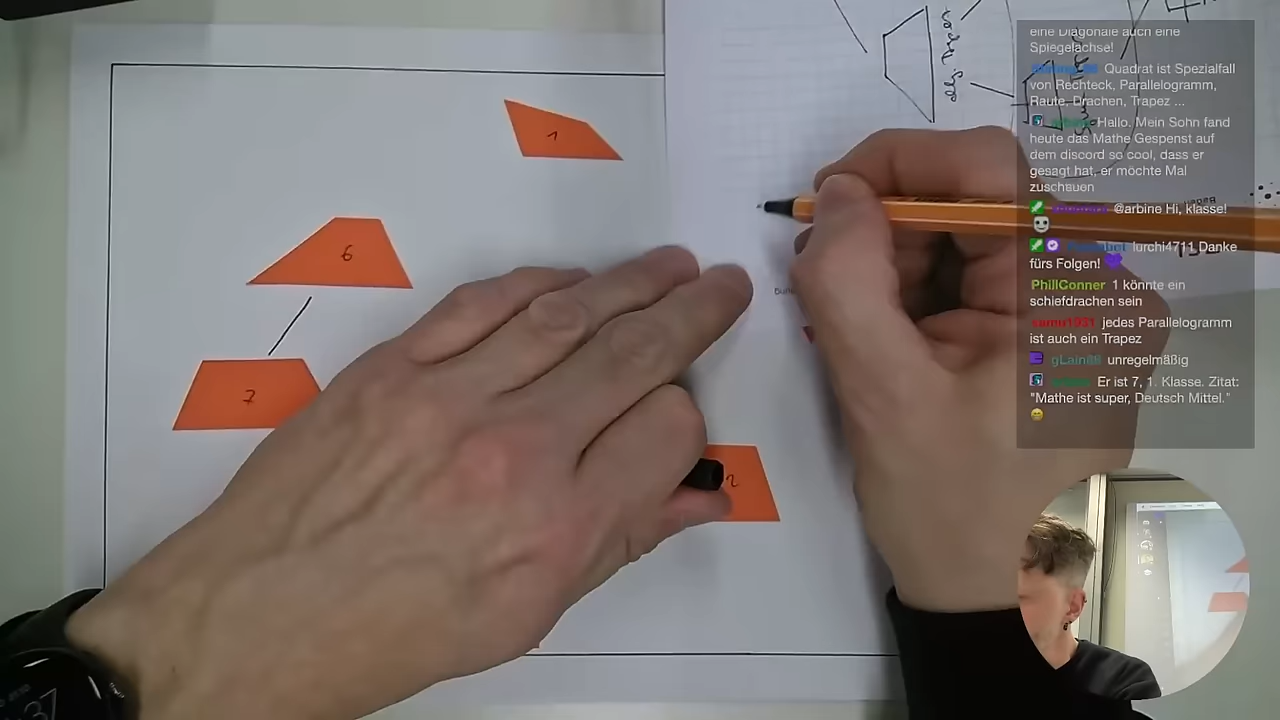 1
6
7
2
eine Diagonale auch eine
Spiegelachse!
Quadrat ist Spezialfall
von Rechteck, Parallelogramm,
Raute, Drachen, Trapez ...
Hallo. Mein Sohn fand
heute das Mathe Gespenst auf
dem discord so cool, dass er
gesagt hat, er möchte Mal
zuschauen
@arbine Hi, klasse!
lurchi4711 Danke
fürs Folgen!
PhillConner 1 könnte ein
schiefdrachen sein
samu1931 jedes Parallelogramm
ist auch ein Trapez
gLain86 unregelmäßig
Er ist 7, 1. Klasse. Zitat:
"Mathe ist super, Deutsch Mittel."